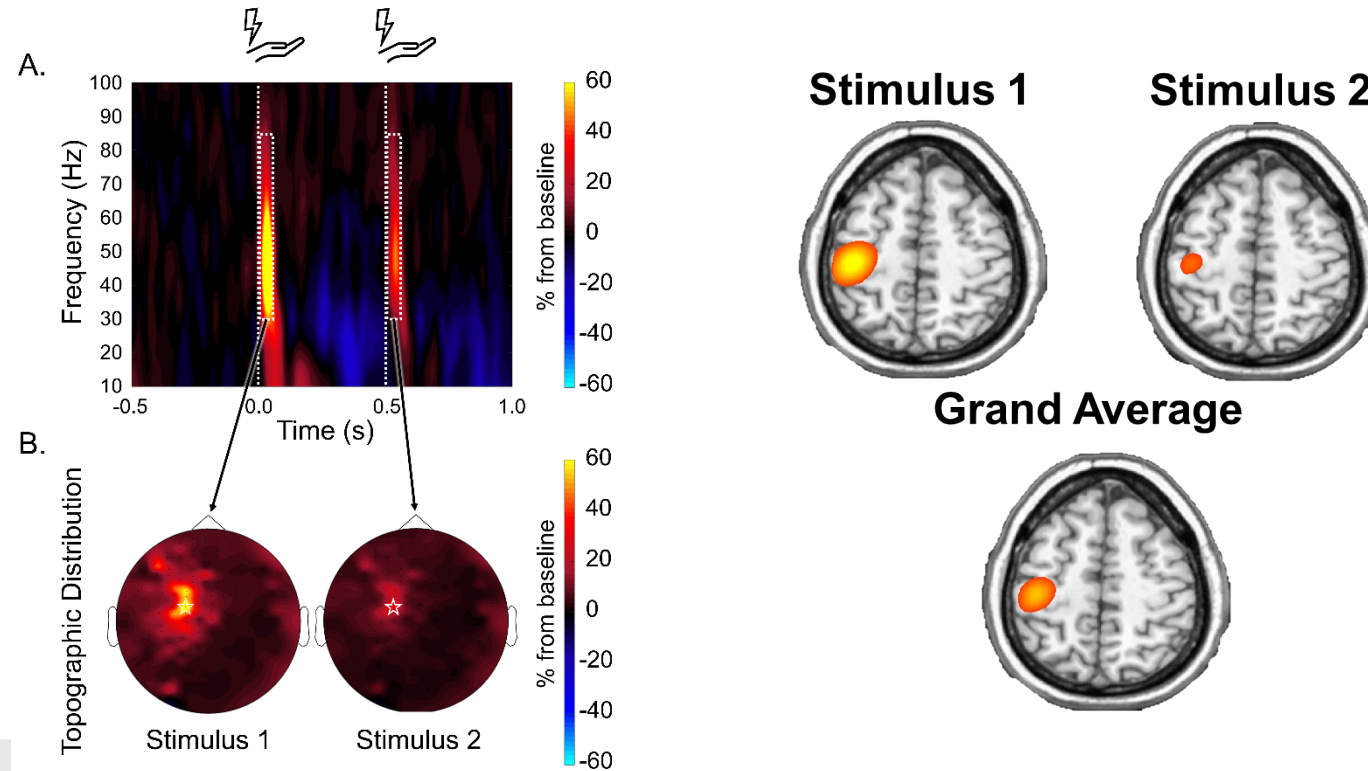 A.
100
90
80
70
60
50
40
30
20
10
Frequency (Hz)
-0.5
0.0
0.5
1.0
Time (s)
60
40
20
0
-20
-40
-60
% from baseline
B.
Topographic Distribution
Stimulus 1
Stimulus 2
60
40
20
0
-20
-40
-60
% from baseline
Stimulus 1
Stimulus 2
Grand Average